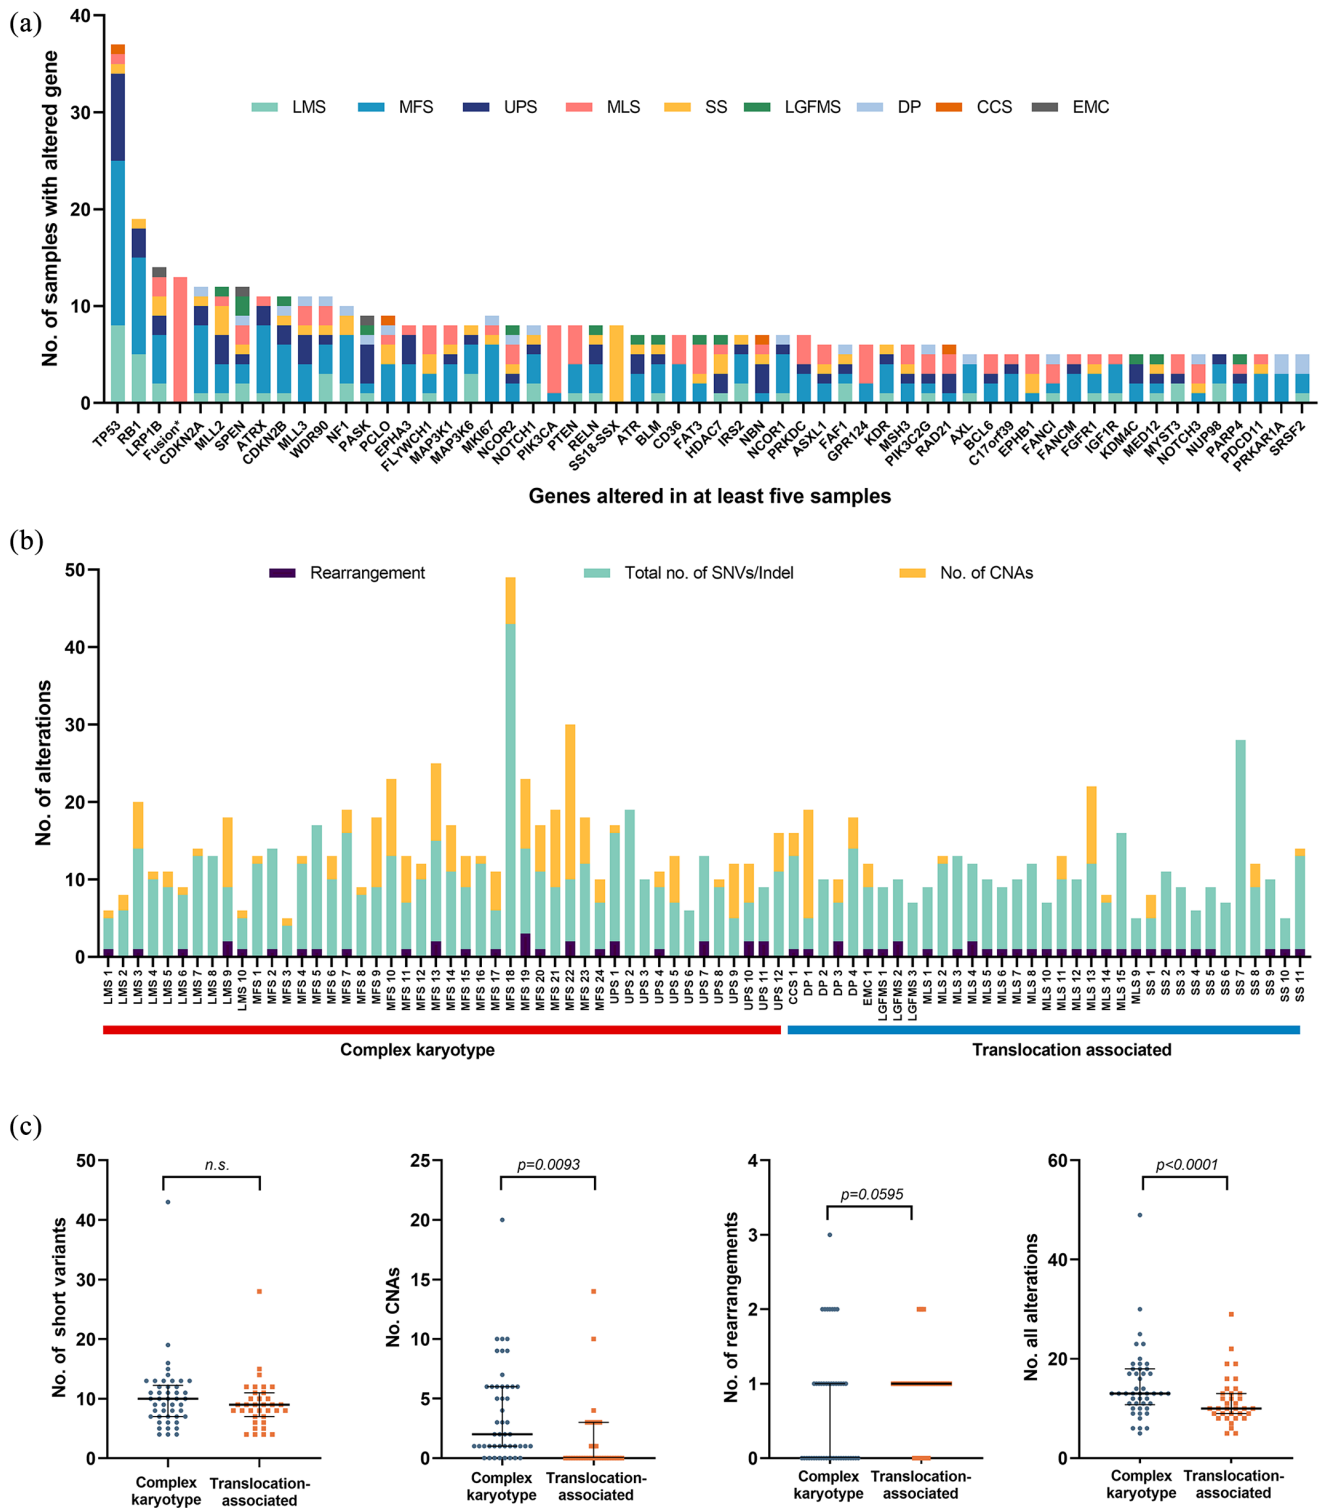 (a)
No. of samples with altered gene
40
30
20
10
0
LMS MFS UPS MLS SS LGFMS DP CCS EMC
TP53 RB1 LRP1B Fusion* CDKN2A MLL2 SPEN ATRX CDKN2B MLL3 WDR90 NF1 PASK PCLO EPHA3 FLYWCH1 MAP3K1 MAP3K6 MKI67 NCOR2 NOTCH1 PIK3CA PTEN RELN SS18-SSX ATR BLM CD36 FAT3 HDAC7 IRS2 NBN NCOR1 PRKDC ASXL1 FAF1 GPR124 KDR MSH3 PIK3C2G RAD21 AXL BCL6 C17orf39 EPHB1 FANCI FANCM FGFR1 IGF1R KDM4C MED12 MYST3 NOTCH3 NUP98 PARP4 PDCD11 PRKAR1A SRSF2
Genes altered in at least five samples
(b)
No. of alterations
50
40
30
20
10
0
Rearrangement Total no. of SNVs/Indel No. of CNAs
LMS 1 LMS 2 LMS 3 LMS 4 LMS 5 LMS 6 LMS 7 LMS 8 LMS 9 LMS 10 MFS 1 MFS 2 MFS 3 MFS 4 MFS 5 MFS 6 MFS 7 MFS 8 MFS 9 MFS 10 MFS 11 MFS 12 MFS 13 MFS 14 MFS 15 MFS 16 MFS 17 MFS 18 MFS 19 MFS 20 MFS 21 MFS 22 MFS 23 MFS 24 UPS 1 UPS 2 UPS 3 UPS 4 UPS 5 UPS 6 UPS 7 UPS 8 UPS 9 UPS 10 UPS 11 UPS 12 CCS 1 DP1 DP 2 DP 3 DP 4 EMC 1 LGFMS 1 LGFMS 2 LGFMS 3 MLS 1 MLS 2 MLS 3 MLS 4 MLS 5 MLS 6 MLS 7 MLS 8 MLS 10 MLS 11 MLS 12 MLS 13 MLS 14 MLS 15 MLS 9 SS 1 SS 2 SS 3 SS 4 SS 5 SS 6 SS 7 SS 8 SS 9 SS 10 SS 11
Complex karyotype Translocation associated
(c)
No. of short variants
50
40
30
20
10
0
n.s.
Complex
karyotype
Translocation-
associated
No. CNAs
25
20
15
10
5
0
p=0.0093
Complex
karyotype
Translocation-
associated
No. of rearrangements
4
3
2
1
0
p=0.0595
Complex
karyotype
Translocation-
associated
No. all alterations
60
40
20
0
p<0.0001
Complex
karyotype
Translocation-
associated